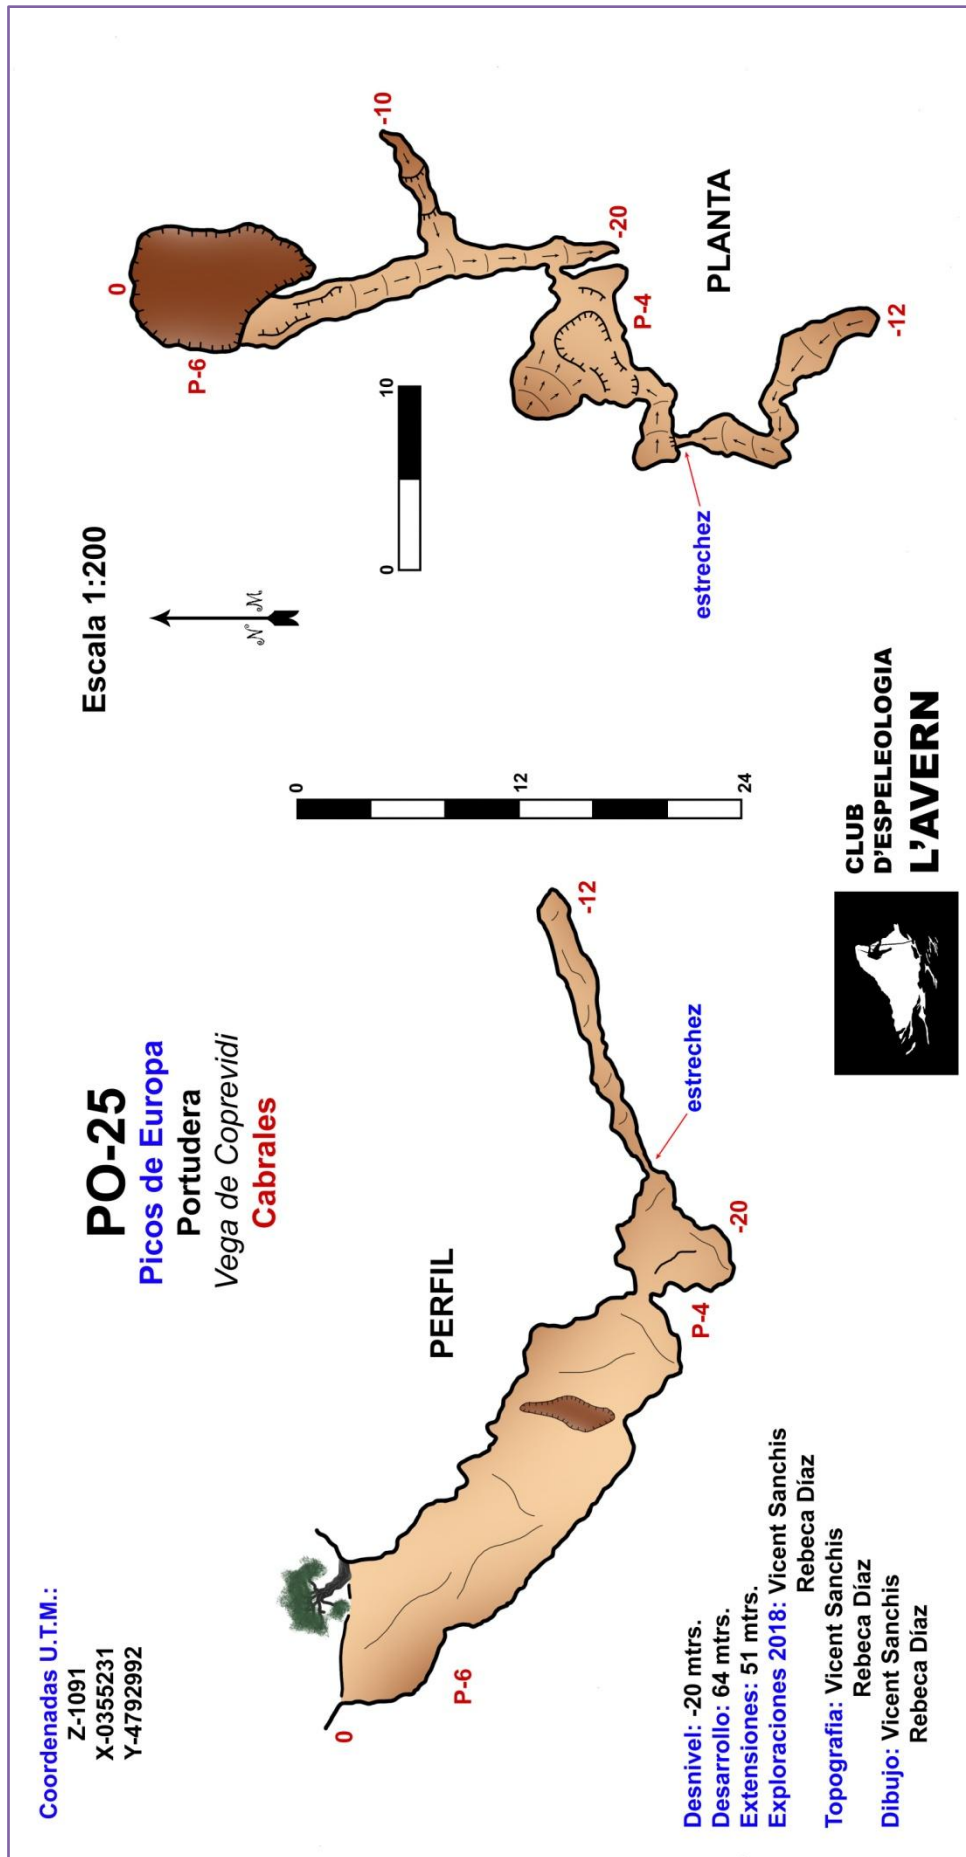 Coordenadas U.T.M.:
Z-1091
X-0355231
Y-4792992
PO-25
Picos de Europa
Portudera
Vega de Coprevidi
Cabrales
Escala 1:200
N M
0
10
0
12
24
PERFIL
0
P-6
P-4
-20
estrechez
-12
PLANTA
0
P-6
-10
-20
P-4
estrechez
-12
Desnivel: -20 mtrs.
Desarrollo: 64 mtrs.
Extensiones: 51 mtrs.
Exploraciones 2018: Vicent Sanchis
Rebeca Díaz
Topografia: Vicent Sanchis
Rebeca Díaz
Dibujo: Vicent Sanchis
Rebeca Díaz
CLUB
D'ESPELEOLOGIA
L'AVERN